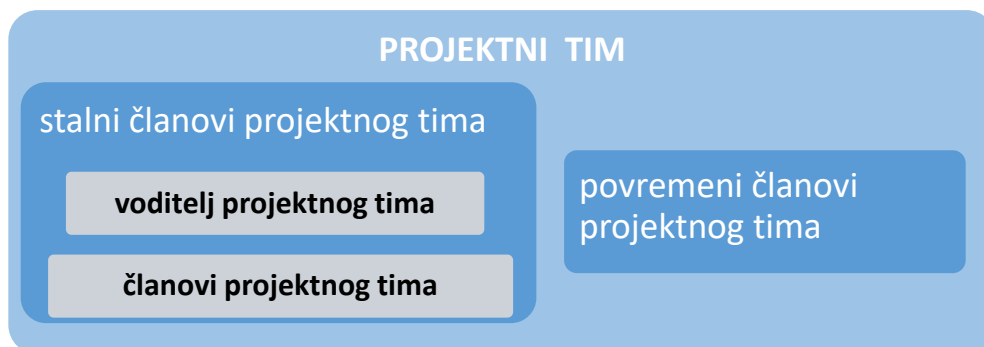 PROJEKTNI TIM
stalni članovi projektnog tima
voditelj projektnog tima
članovi projektnog tima
povremeni članovi
projektnog tima